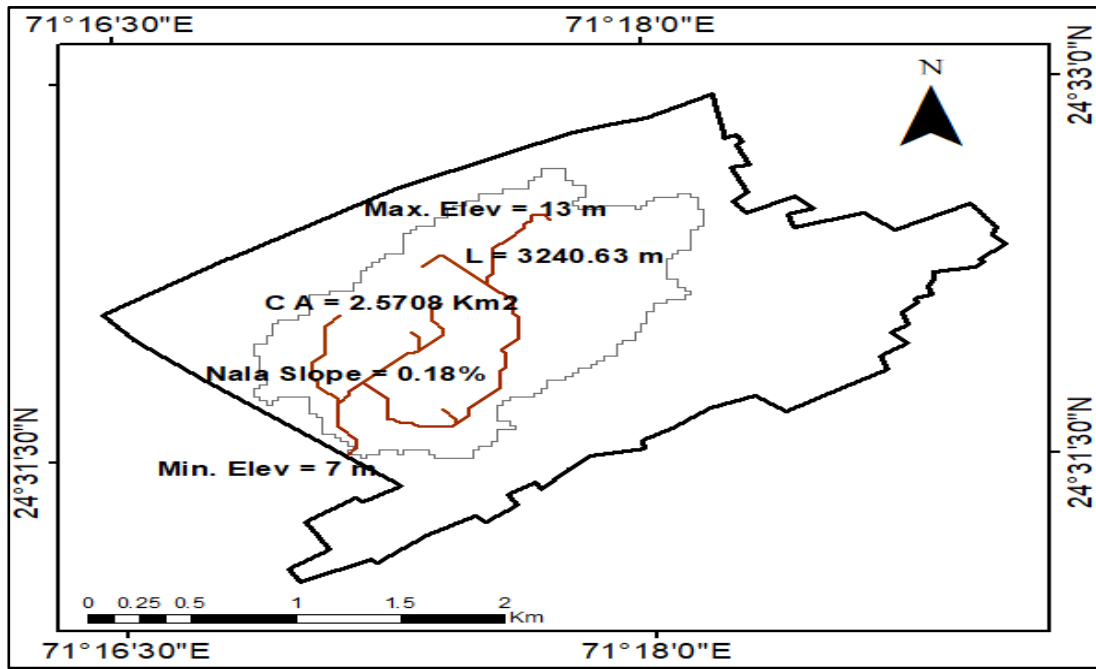 71°16'30"E 71°18'0"E
24°33'0"N
N
Max. Elev = 13 m
L = 3240.63 m
C A = 2.5708 Km2
Nala Slope = 0.18%
Min. Elev = 7 m
24°31'30"N
24°31'30"N
0 0.25 0.5 1 1.5 2
Km
71°16'30"E 71°18'0"E